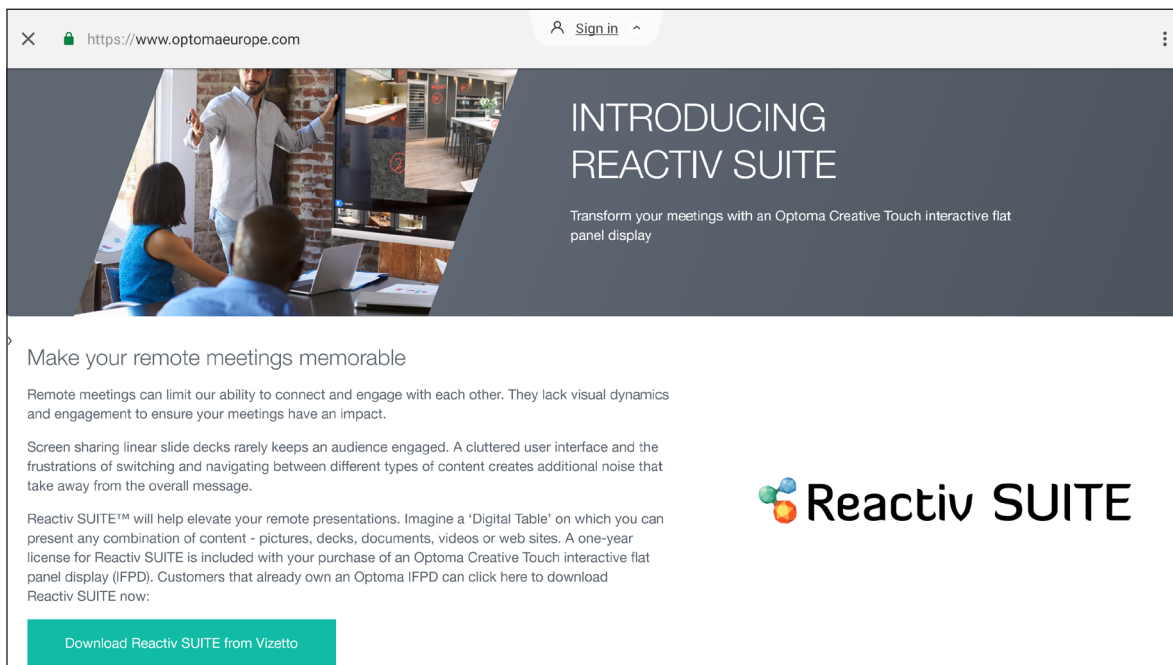 Sign in
https://www.optomaeurope.com
INTRODUCING
REACTIV SUITE
Transform your meetings with an Optoma Creative Touch interactive flat
panel display
Make your remote meetings memorable
Remote meetings can limit our ability to connect and engage with each other. They lack visual dynamics
and engagement to ensure your meetings have an impact.
Screen sharing linear slide decks rarely keeps an audience engaged. A cluttered user interface and the
frustrations of switching and navigating between different types of content creates additional noise that
take away from the overall message.
Reactiv SUITE™ will help elevate your remote presentations. Imagine a ‘Digital Table’ on which you can
present any combination of content - pictures, decks, documents, videos or web sites. A one-year
license for Reactiv SUITE is included with your purchase of an Optoma Creative Touch interactive flat
panel display (IFPD). Customers that already own an Optoma IFPD can click here to download
Reactiv SUITE now:
Reactiv SUITE
Download Reactiv SUITE from Vizetto